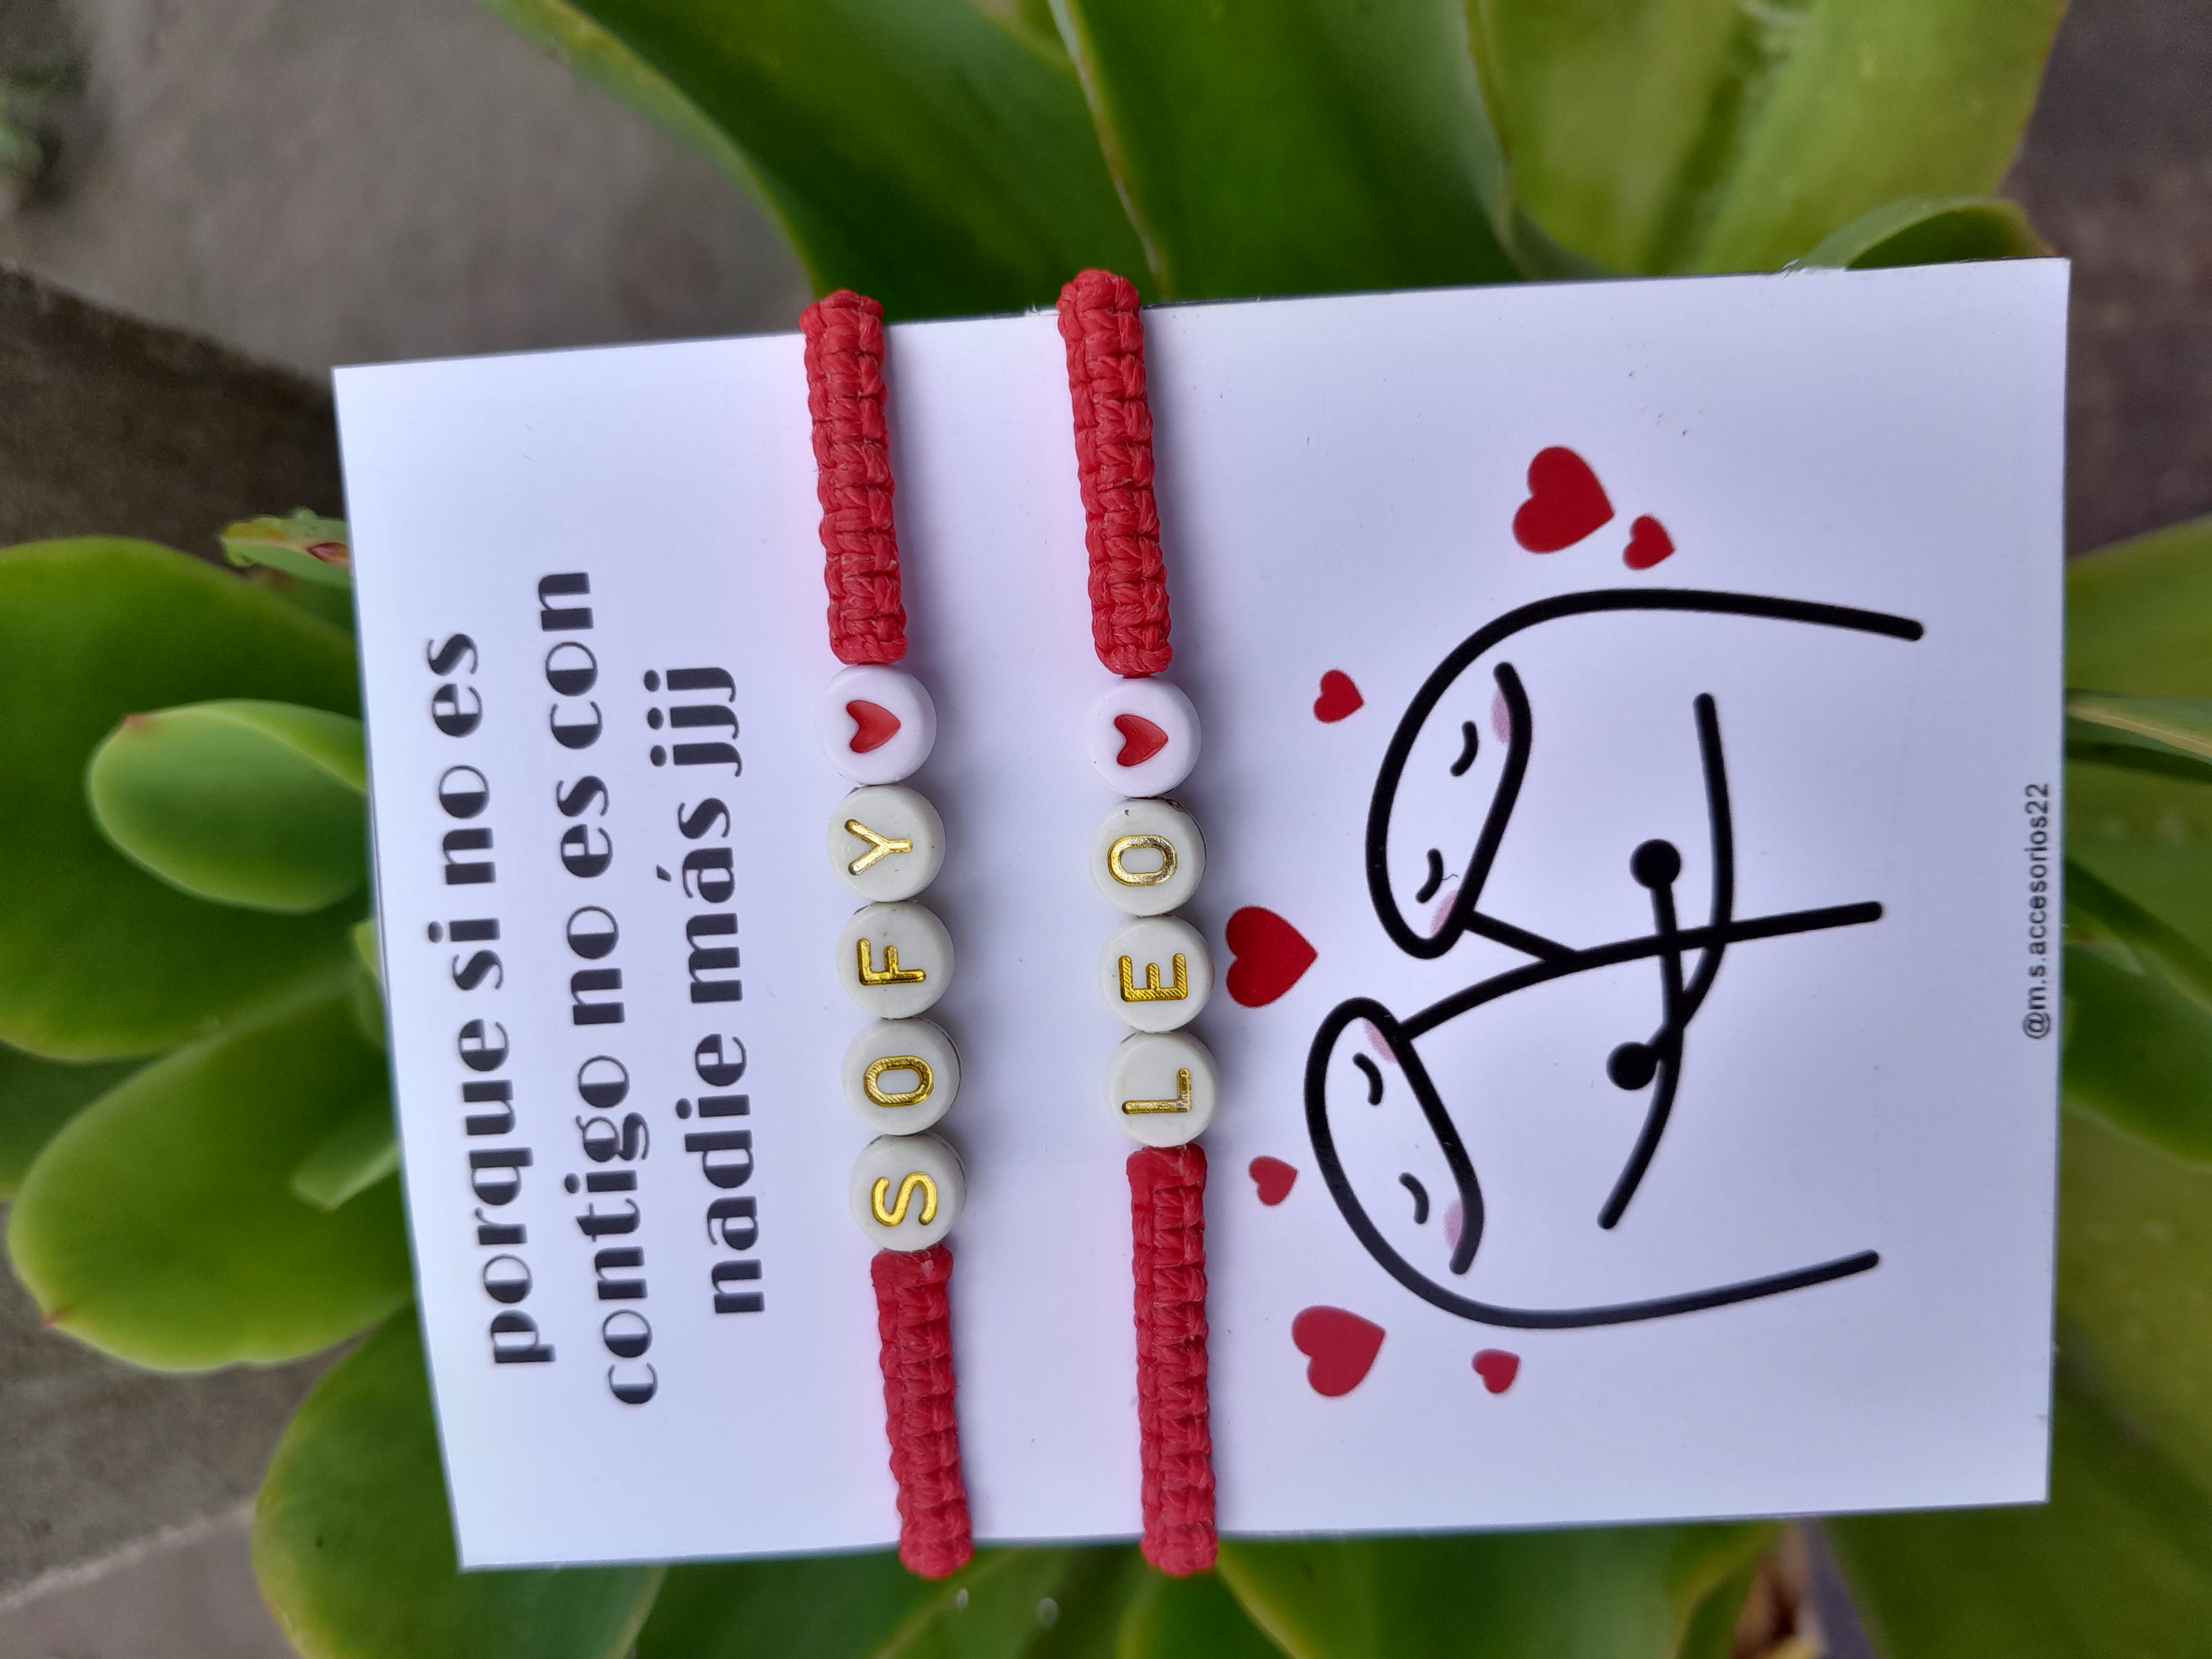 porque si no es
contigo no es con
nadie más jjj
SOFY
LEO
@m.s.accesorios22